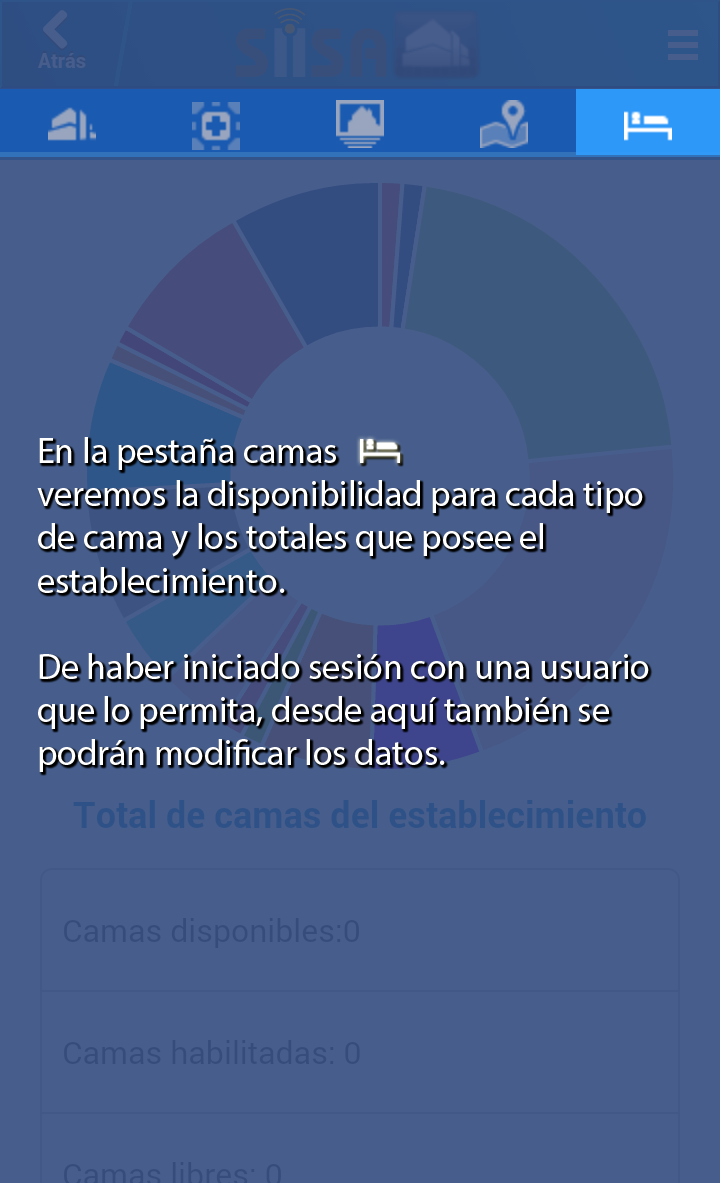 Atrás
SIISA
En la pestaña camas
veremos la disponibilidad para cada tipo
de cama y los totales que posee el
establecimiento.
De haber iniciado sesión con una usuario
que lo permita, desde aquí también se
podrán modificar los datos.
Total de camas del establecimiento
Camas disponibles:0
Camas habilitadas: 0
Camas libres: 0